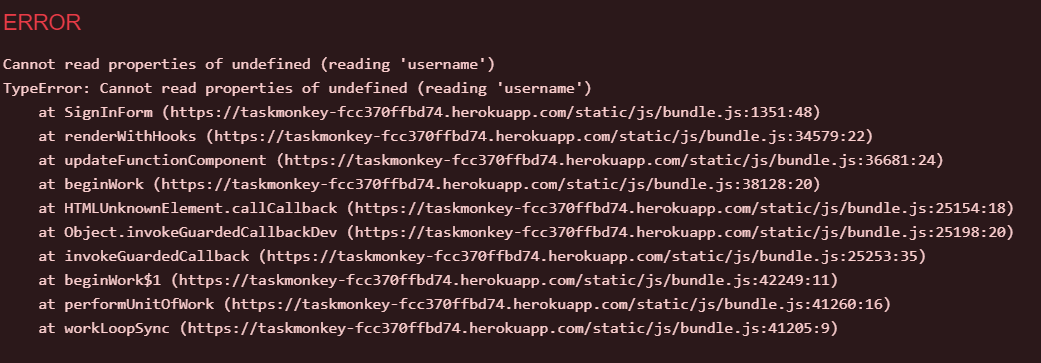 ERROR
Cannot read properties of undefined (reading 'username')
TypeError: Cannot read properties of undefined (reading 'username')
at SignInForm (https://taskmonkey-fcc370ffbd74.herokuapp.com/static/js/bundle.js:1351:48)
at renderWithHooks (https://taskmonkey-fcc370ffbd74.herokuapp.com/static/js/bundle.js:34579:22)
at updateFunctionComponent (https://taskmonkey-fcc370ffbd74.herokuapp.com/static/js/bundle.js:36681:24)
at beginWork (https://taskmonkey-fcc370ffbd74.herokuapp.com/static/js/bundle.js:38128:20)
at HTMLUnknownElement.callCallback (https://taskmonkey-fcc370ffbd74.herokuapp.com/static/js/bundle.js:25154:18)
at Object.invokeGuardedCallbackDev (https://taskmonkey-fcc370ffbd74.herokuapp.com/static/js/bundle.js:25198:20)
at invokeGuardedCallback (https://taskmonkey-fcc370ffbd74.herokuapp.com/static/js/bundle.js:25253:35)
at beginWork$1 (https://taskmonkey-fcc370ffbd74.herokuapp.com/static/js/bundle.js:42249:11)
at performUnitOfWork (https://taskmonkey-fcc370ffbd74.herokuapp.com/static/js/bundle.js:41260:16)
at workLoopSync (https://taskmonkey-fcc370ffbd74.herokuapp.com/static/js/bundle.js:41205:9)